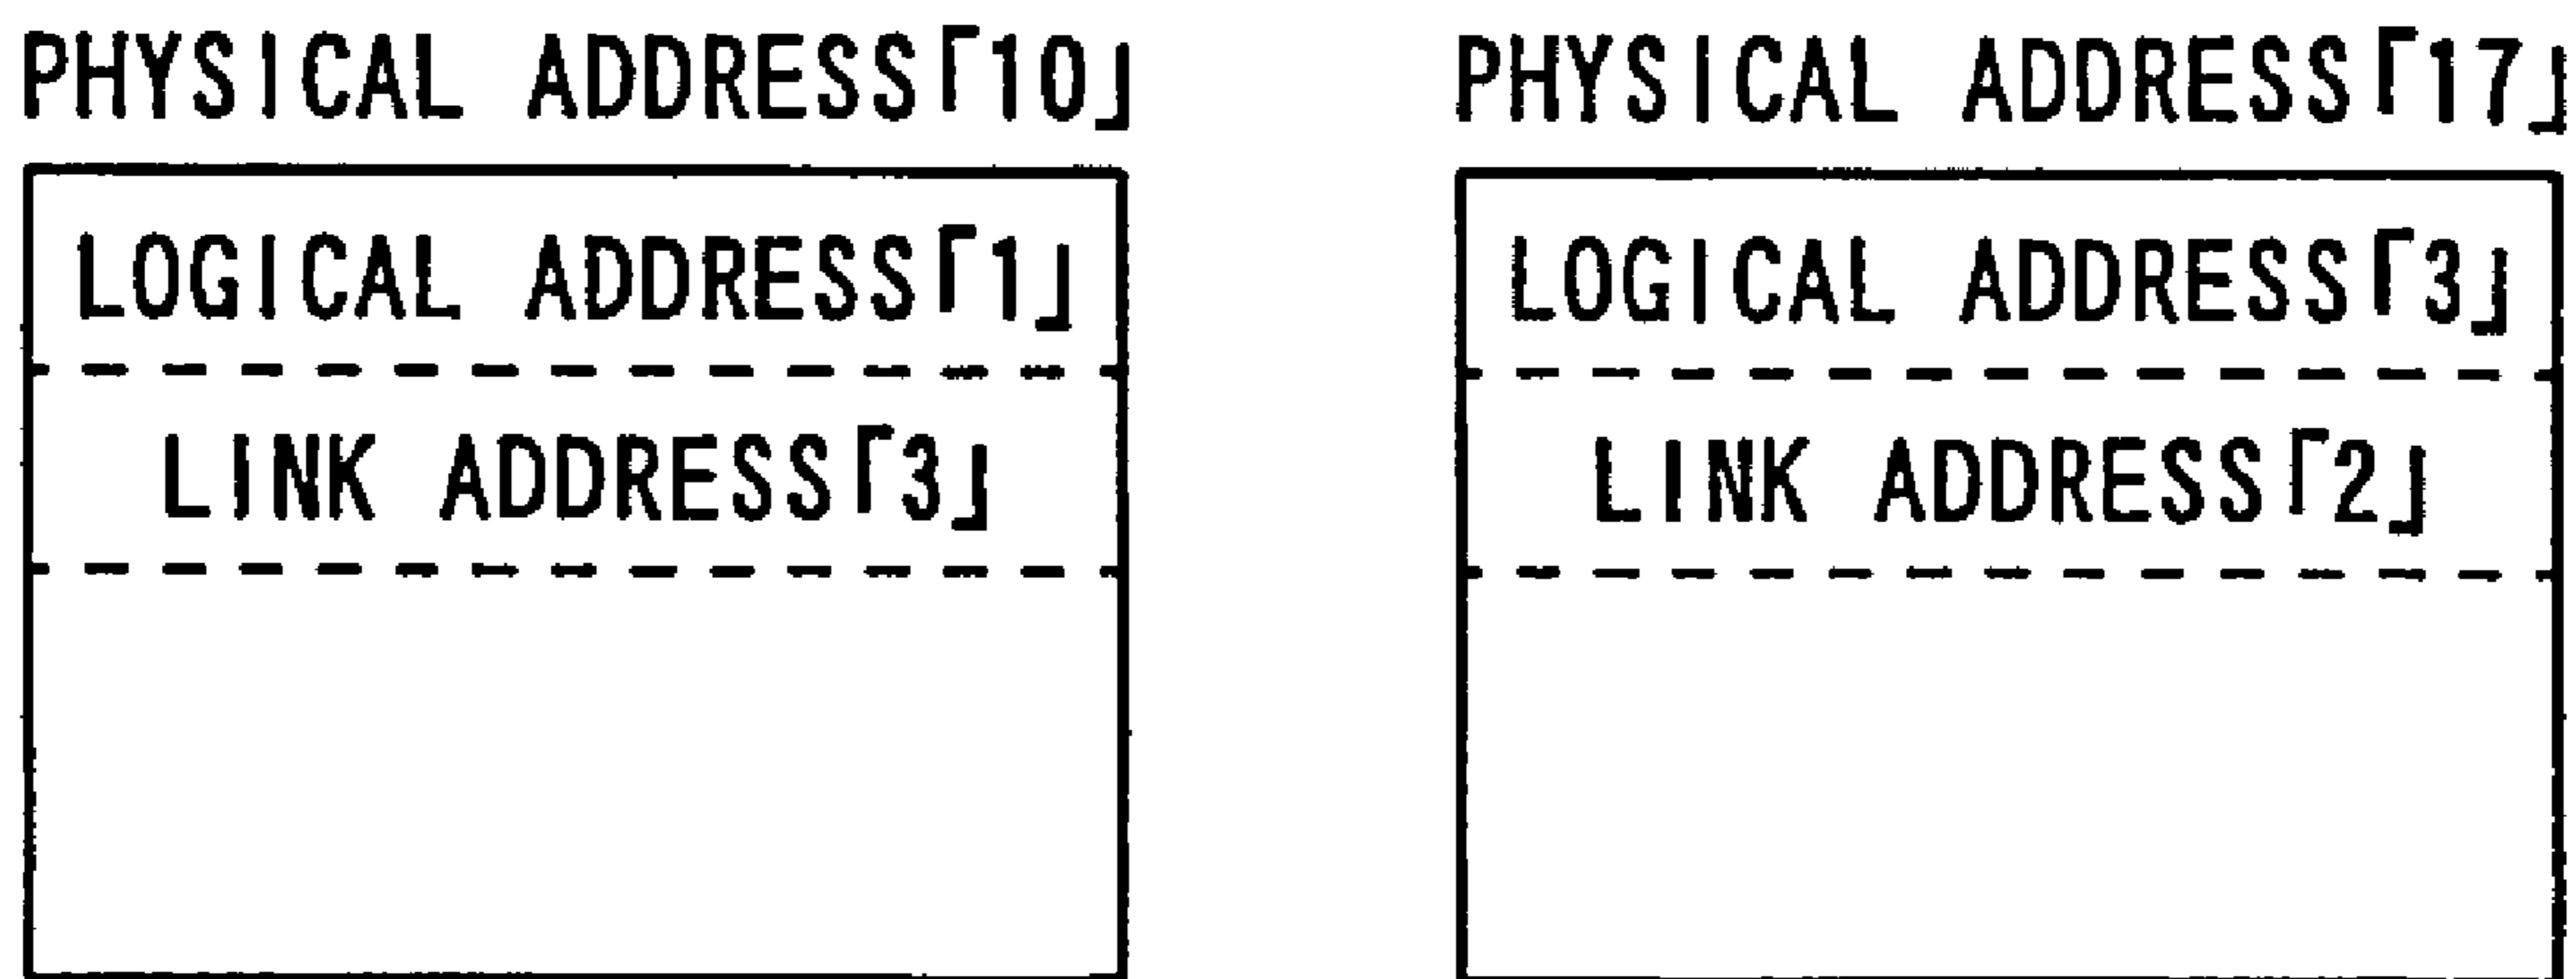 PHYSICAL ADDRESS「10」
LOGICAL ADDRESS「1」
LINK ADDRESS「3」
PHYSICAL ADDRESS「17」
LOGICAL ADDRESS「3」
LINK ADDRESS「2」